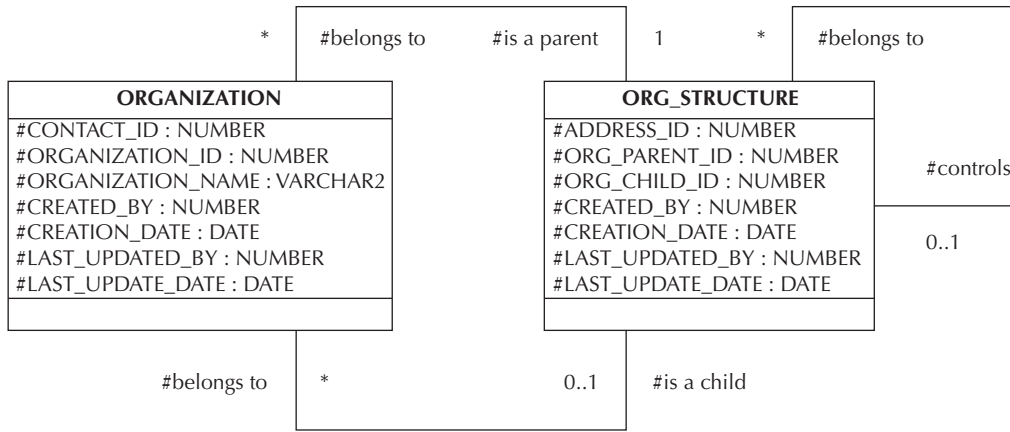 * #belongs to #is a parent 1 * #belongs to
ORGANIZATION
#CONTACT_ID : NUMBER
#ORGANIZATION_ID : NUMBER
#ORGANIZATION_NAME : VARCHAR2
#CREATED_BY : NUMBER
#CREATION_DATE : DATE
#LAST_UPDATED_BY : NUMBER
#LAST_UPDATE_DATE : DATE
ORG_STRUCTURE
#ADDRESS_ID : NUMBER
#ORG_PARENT_ID : NUMBER
#ORG_CHILD_ID : NUMBER
#CREATED_BY : NUMBER
#CREATION_DATE : DATE
#LAST_UPDATED_BY : NUMBER
#LAST_UPDATE_DATE : DATE
#controls
0..1
#belongs to * 0..1 #is a child